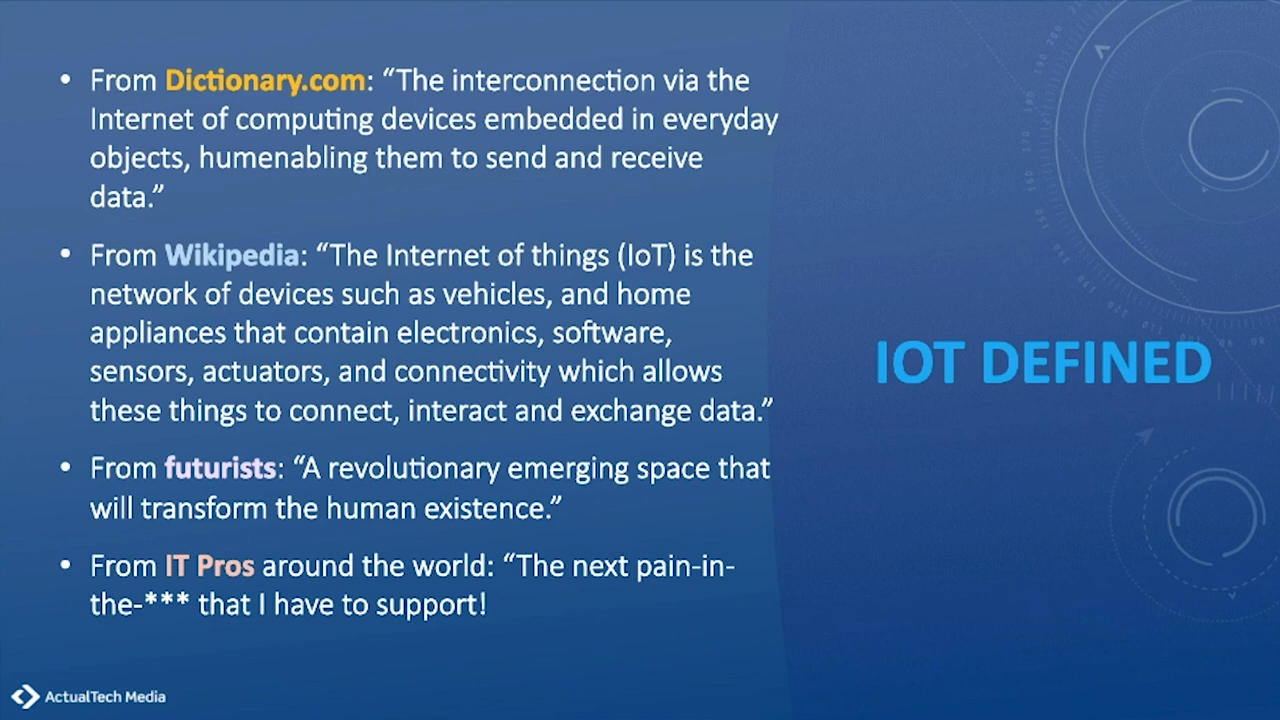 • From Dictionary.com: “The interconnection via the
Internet of computing devices embedded in everyday
objects, humenabling them to send and receive
data.”
• From Wikipedia: “The Internet of things (IoT) is the
network of devices such as vehicles, and home
appliances that contain electronics, software,
sensors, actuators, and connectivity which allows
these things to connect, interact and exchange data.”
• From futurists: “A revolutionary emerging space that
will transform the human existence.”
• From IT Pros around the world: “The next pain-in-
the-*** that I have to support!
IOT DEFINED
ActualTech Media